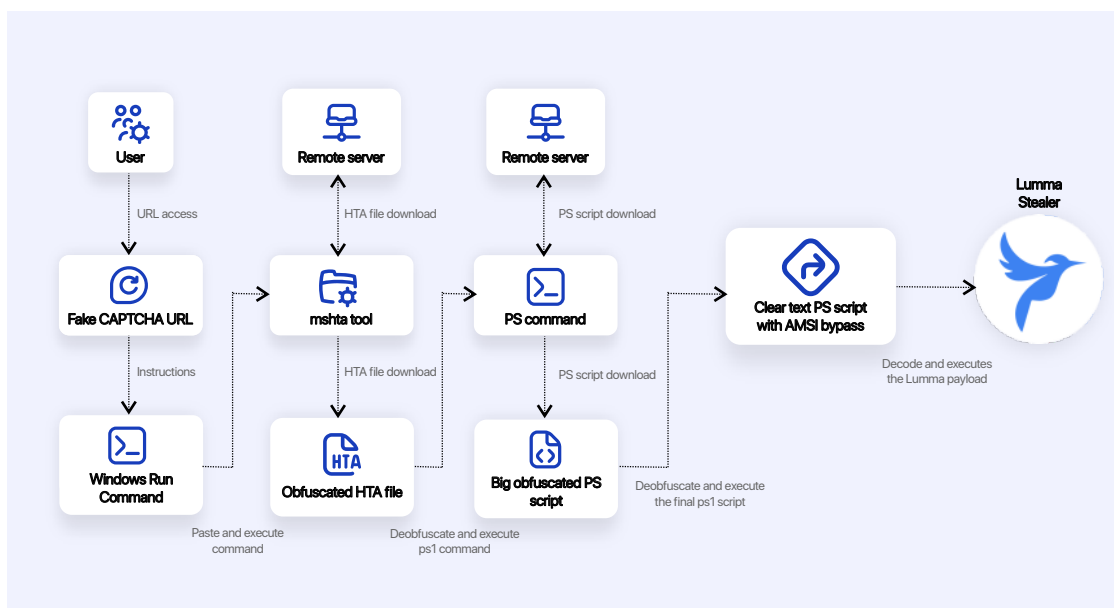 User
URL access
Fake CAPTCHA URL
Instructions
Windows Run
Command
Paste and execute
command
Remote server
HTA file download
mshta tool
HTA file download
HTA
Obfuscated HTA file
Deobfuscate and execute
ps1 command
Remote server
PS script download
PS command
PS script download
Big obfuscated PS
script
Deobfuscate and execute
the final ps1 script
Clear text PS script
with AMSI bypass
Decode and executes
the Lumma payload
Lumma
Stealer